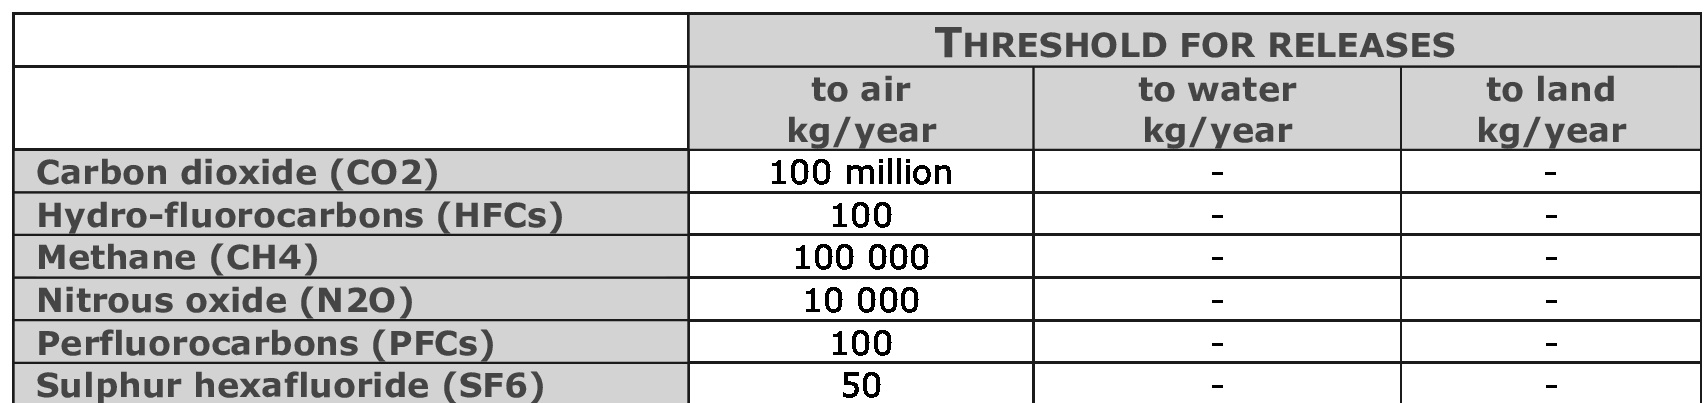 THRESHOLD FOR RELEASES
to air to water to land
kg/year kg/year kg/year
Carbon dioxide (CO2) 100 million - -
Hydro-fluorocarbons (HFCs) 100 - -
Methane (CH4) 100 000 - -
Nitrous oxide (N2O) 10 000 - -
Perfluorocarbons (PFCs) 100 - -
Sulphur hexafluoride (SF6) 50 - -